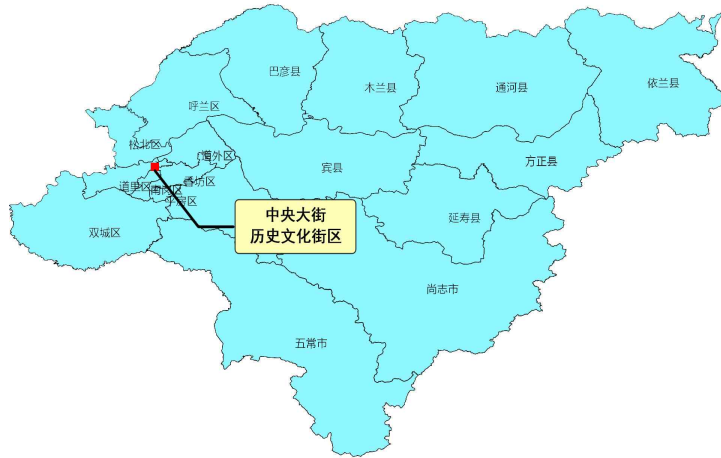 巴彦县
木兰县
通河县
依兰县
呼兰区
松北区
道外区
宾县
方正县
道里区
南岗区
香坊区
平房区
双城区
延寿县
中央大街
历史文化街区
尚志市
五常市